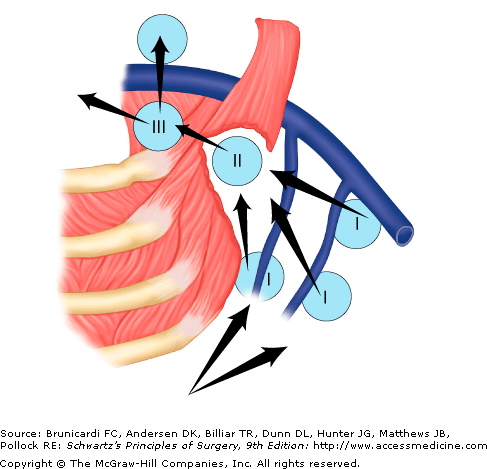 III
II
I
I
I
Source: Brunicardi FC, Andersen DK, Billiar TR, Dunn DL, Hunter JG, Matthews JB,
Pollock RE: Schwartz's Principles of Surgery, 9th Edition: http://www.accessmedicine.com
Copyright © The McGraw-Hill Companies, Inc. All rights reserved.